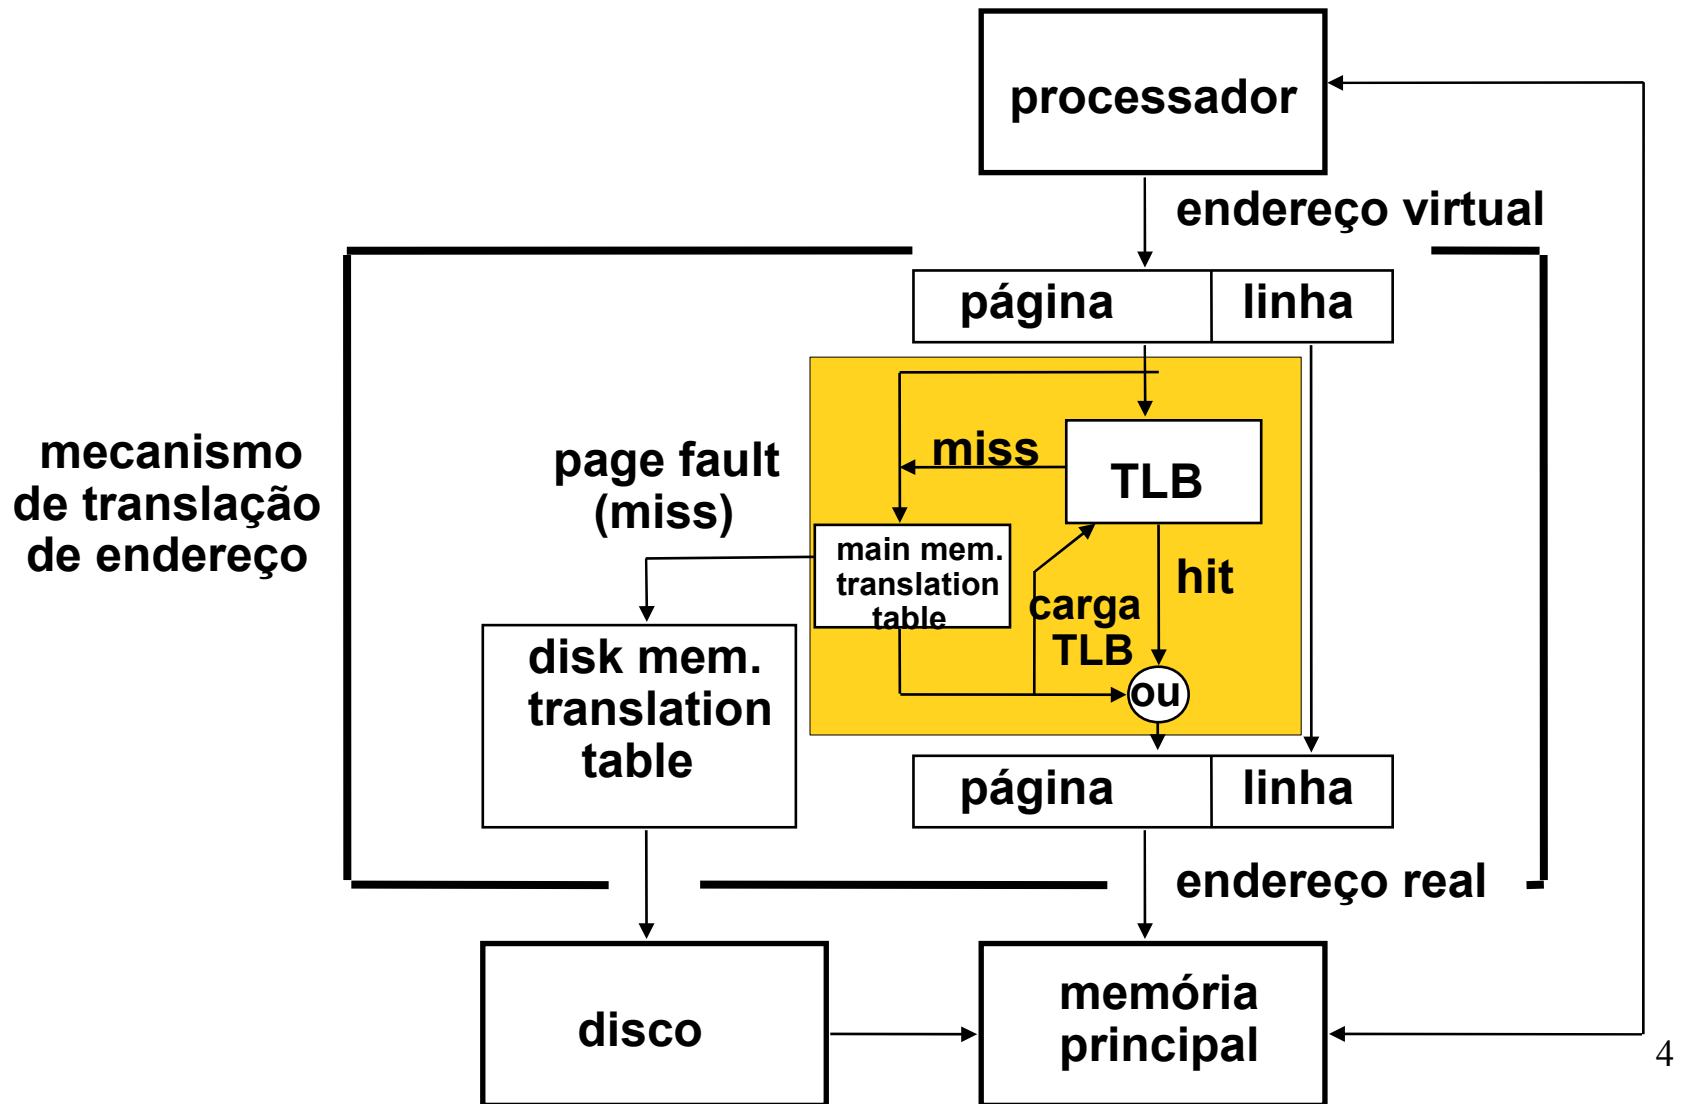 processador
endereço virtual
página
linha
mecanismo
de translação
de endereço
page fault
(miss)
miss
TLB
main mem.
translation
table
hit
carga
TLB
ou
disk mem.
translation
table
página
linha
endereço real
disco
memória
principal
4